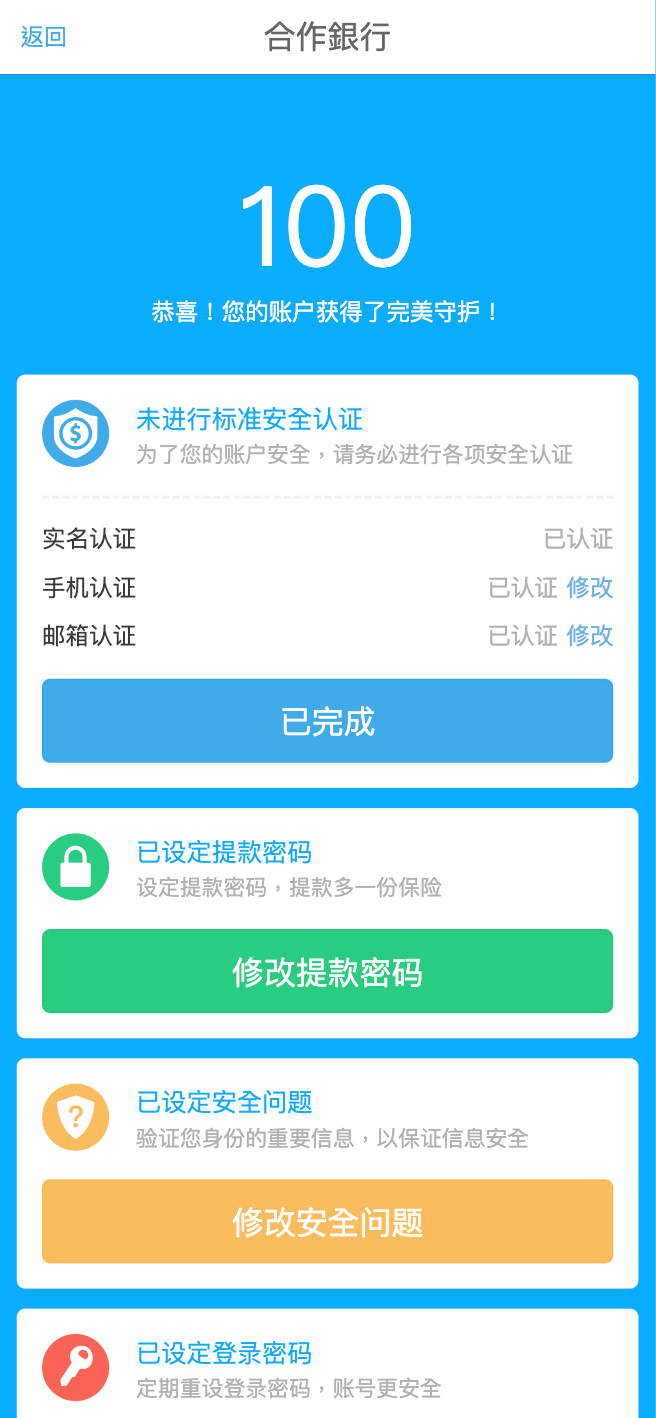 返回
合作銀行
100
恭喜！您的账户获得了完美守护！
未进行标准安全认证
为了您的账户安全，请务必进行各项安全认证
实名认证 已认证
手机认证 已认证 修改
邮箱认证 已认证 修改
已完成
已设定提款密码
设定提款密码，提款多一份保险
修改提款密码
已设定安全问题
验证您身份的重要信息，以保证信息安全
修改安全问题
已设定登录密码
定期重设登录密码，账号更安全